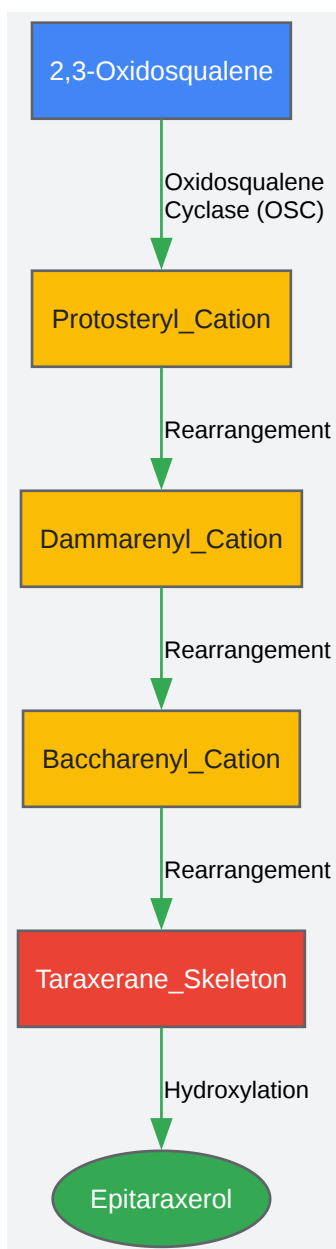 2,3-Oxidosqualene
Oxidosqualene
Cyclase (OSC)
Protosteryl_Cation
Rearrangement
Dammarenyl_Cation
Rearrangement
Baccharenyl_Cation
Rearrangement
Taraxerane_Skeleton
Hydroxylation
Epitaraxerol